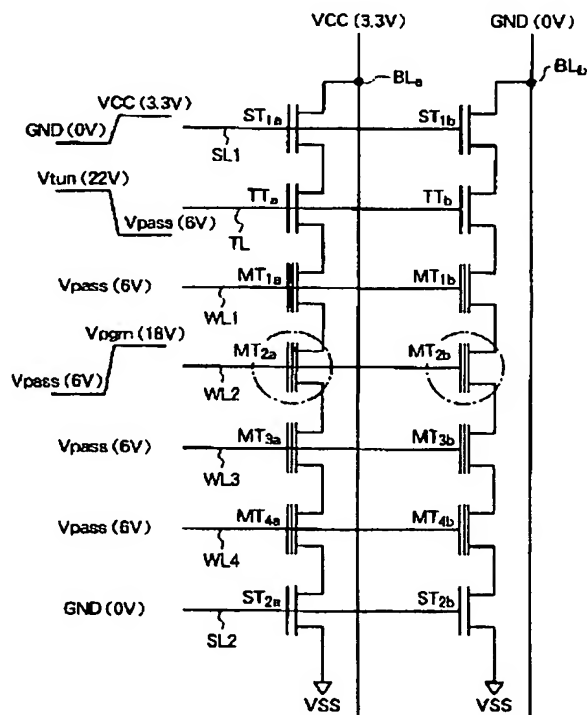 VCC (3.3V) GND (0V)
BLa BLb
VCC (3.3V)
GND (0V)
ST1a ST1b
SL1
Vtun (22V)
Vpass (6V)
TTa TTb
TL
Vpass (6V)
MT1a MT1b
WL1
Vpgm (18V)
Vpass (6V)
MT2a MT2b
WL2
Vpass (6V)
MT3a MT3b
WL3
Vpass (6V)
MT4a MT4b
WL4
GND (0V)
ST2a ST2b
SL2
VSS VSS